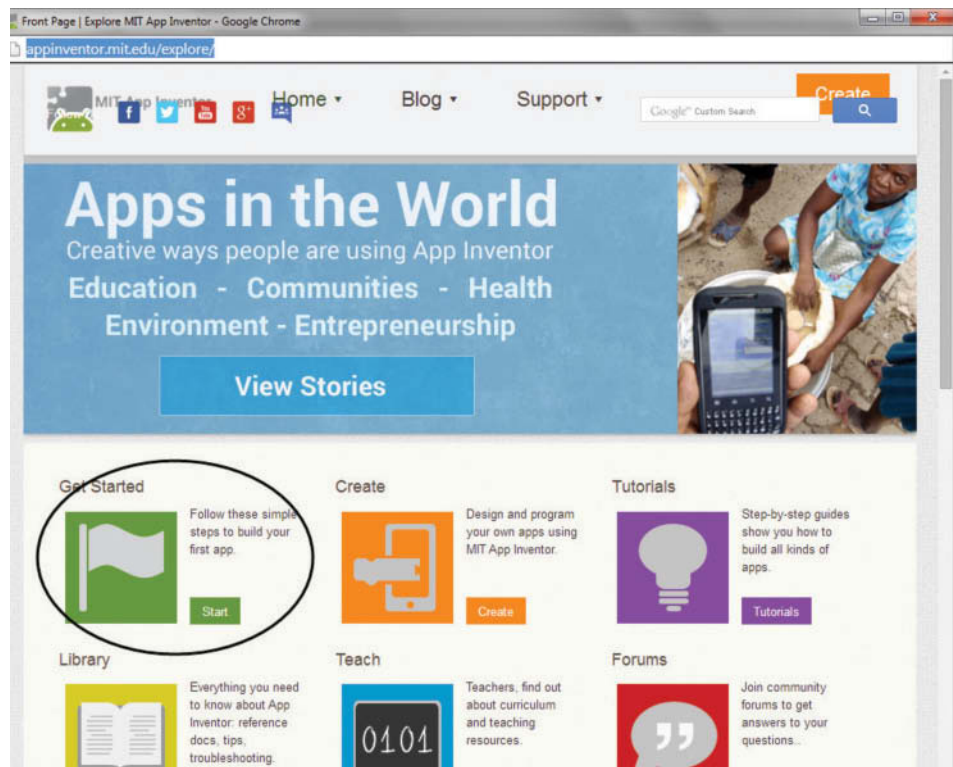 Front Page | Explore MIT App Inventor - Google Chrome
appinventor.mit.edu/explore/
MIT App Inventor
f
8+
Home
Blog
Support
Create
Google™ Custom Search
Apps in the World
Creative ways people are using App Inventor
Education - Communities - Health
Environment - Entrepreneurship
View Stories
Get Started
Follow these simple
steps to build your
first app.
Start
Create
Design and program
your own apps using
MIT App Inventor.
Create
Tutorials
Step-by-step guides
show you how to
build all kinds of
apps.
Tutorials
Library
Everything you need
to know about App
Inventor: reference
docs, tips,
troubleshooting.
Teach
0101
Teachers, find out
about curriculum
and teaching
resources.
Forums
Join community
forums to get
answers to your
questions..